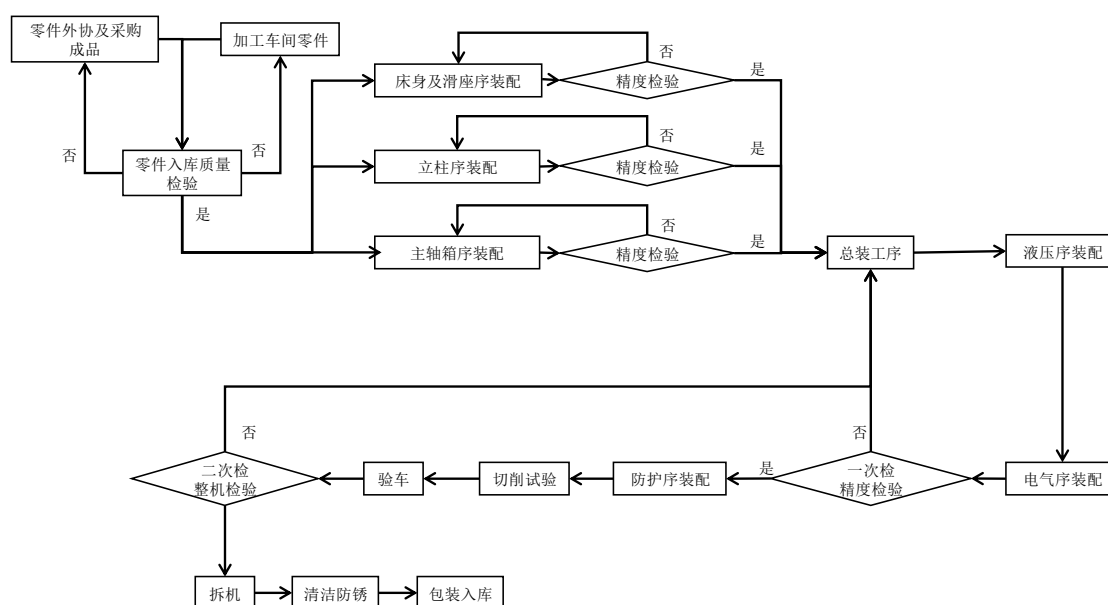 零件外协及采购
成品
加工车间零件
否
否
零件入库质量
检验
是
床身及滑座序装配
否
精度检验
是
立柱序装配
否
精度检验
是
主轴箱序装配
否
精度检验
是
总装工序
液压序装配
电气序装配
否
一次检
精度检验
是
防护序装配
切削试验
验车
否
二次检
整机检验
拆机
清洁防锈
包装入库